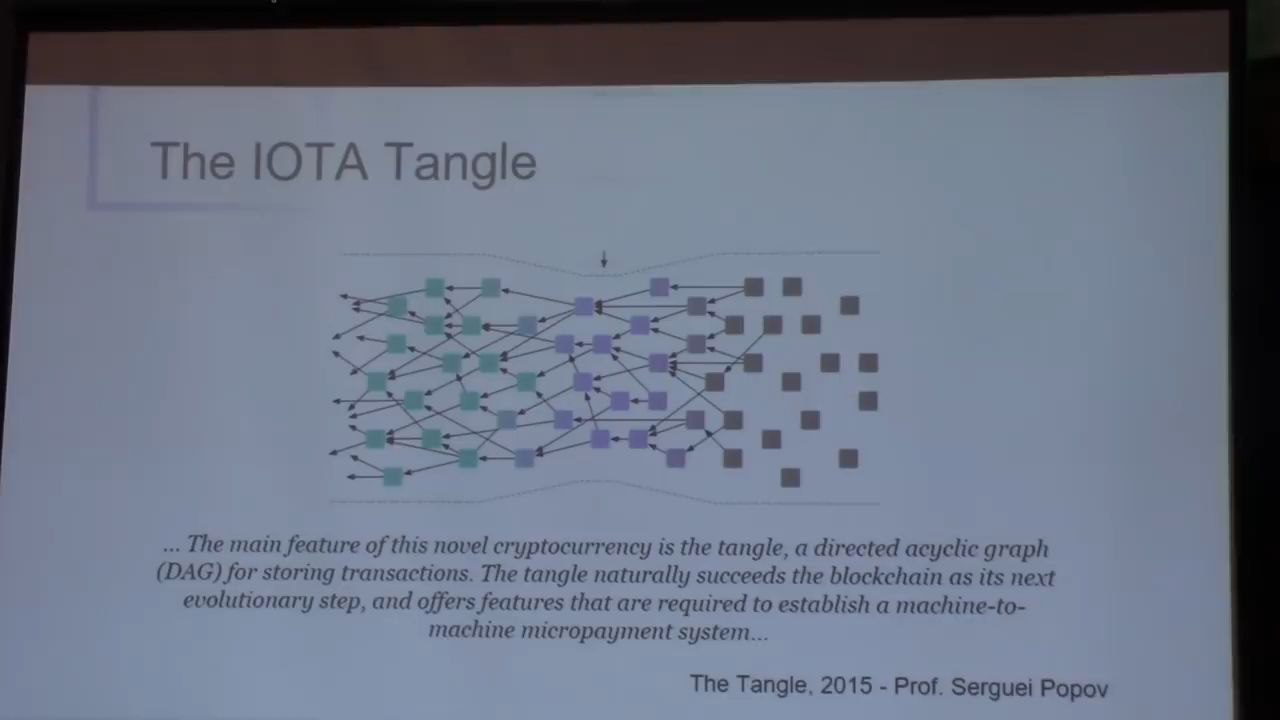 The IOTA Tangle
... The main feature of this novel cryptocurrency is the tangle, a directed acyclic graph
(DAG) for storing transactions. The tangle naturally succeeds the blockchain as its next
evolutionary step, and offers features that are required to establish a machine-to-
machine micropayment system...
The Tangle, 2015 - Prof. Serguei Popov